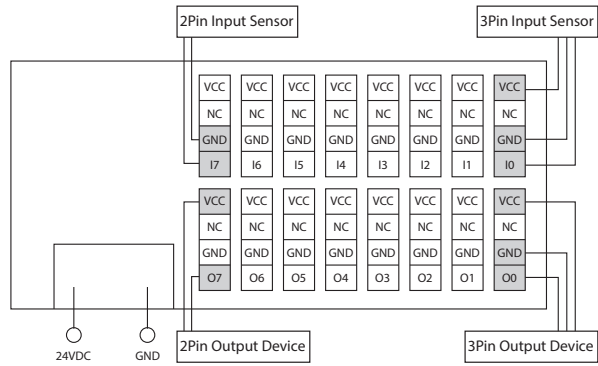 2Pin Input Sensor 3Pin Input Sensor
VCC VCC VCC VCC VCC VCC VCC VCC
NC NC NC NC NC NC NC NC
GND GND GND GND GND GND GND GND
I7 I6 I5 I4 I3 I2 I1 I0
VCC VCC VCC VCC VCC VCC VCC VCC
NC NC NC NC NC NC NC NC
GND GND GND GND GND GND GND GND
O7 O6 O5 O4 O3 O2 O1 O0
24VDC GND 2Pin Output Device 3Pin Output Device